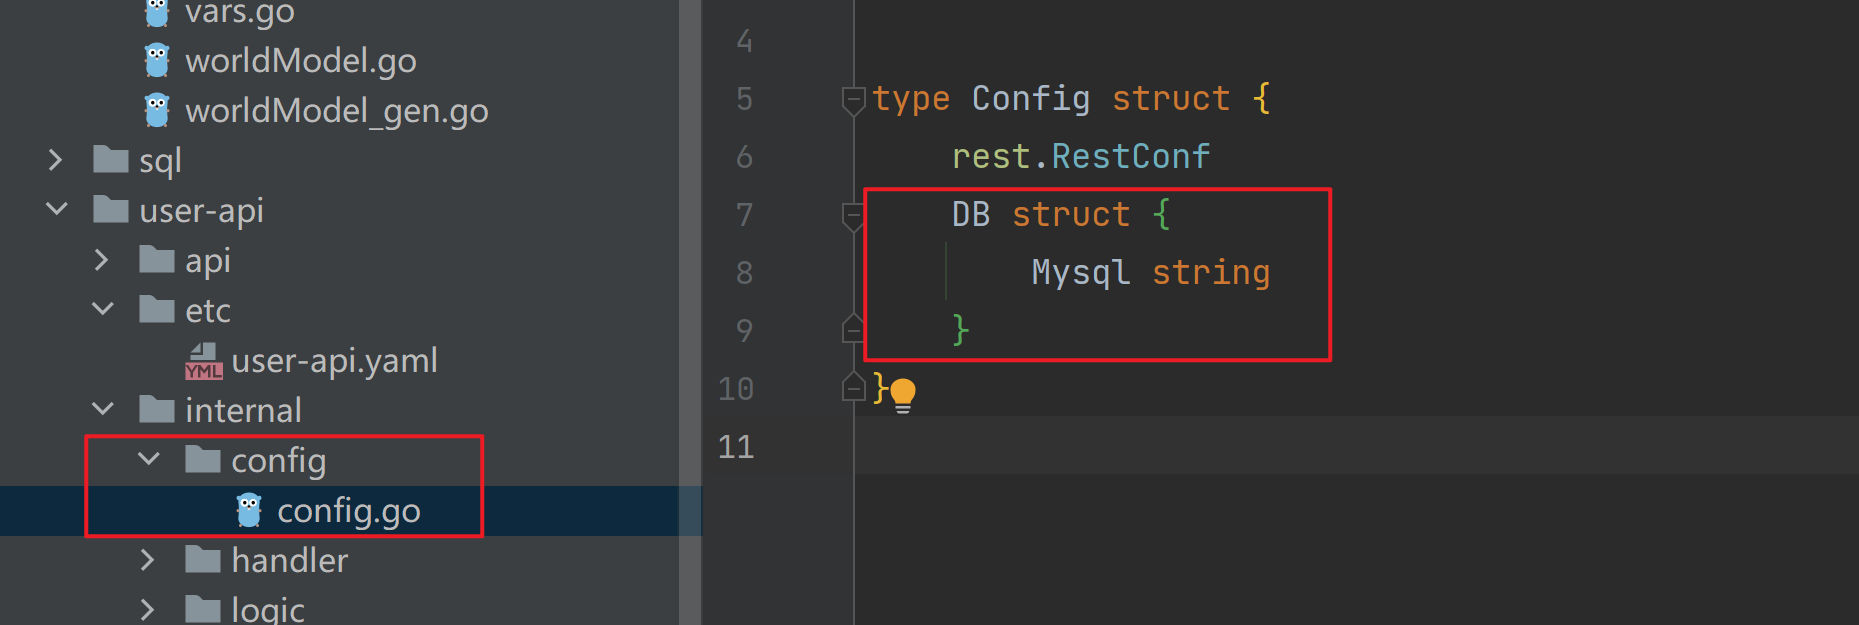 vars.go
worldModel.go
worldModel_gen.go
sql
user-api
api
etc
YML user-api.yaml
internal
config
config.go
handler
logic
4
5 type Config struct {
6 rest.RestConf
7 DB struct {
8 Mysql string
9 }
10 }
11